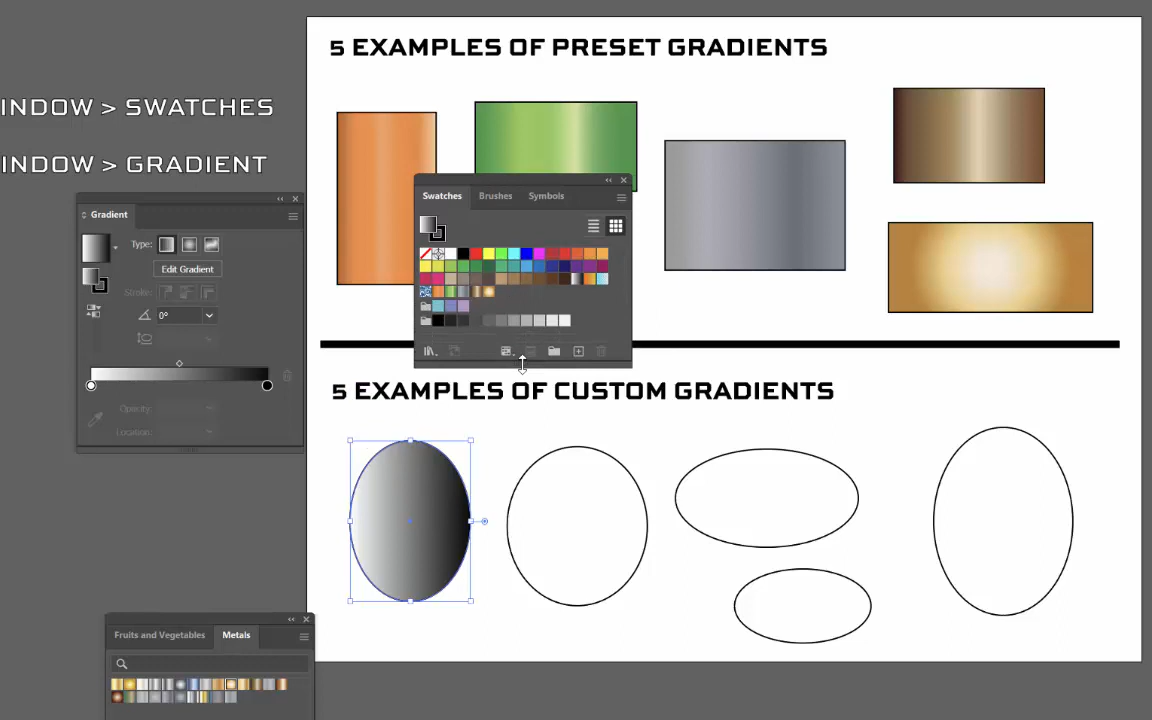 5 EXAMPLES OF PRESET GRADIENTS
INDOW > SWATCHES
INDOW > GRADIENT
Swatches
Brushes
Symbols
Gradient
Type:
Edit Gradient
Stroke:
0°
Opacity:
Location:
5 EXAMPLES OF CUSTOM GRADIENTS
Fruits and Vegetables
Metals